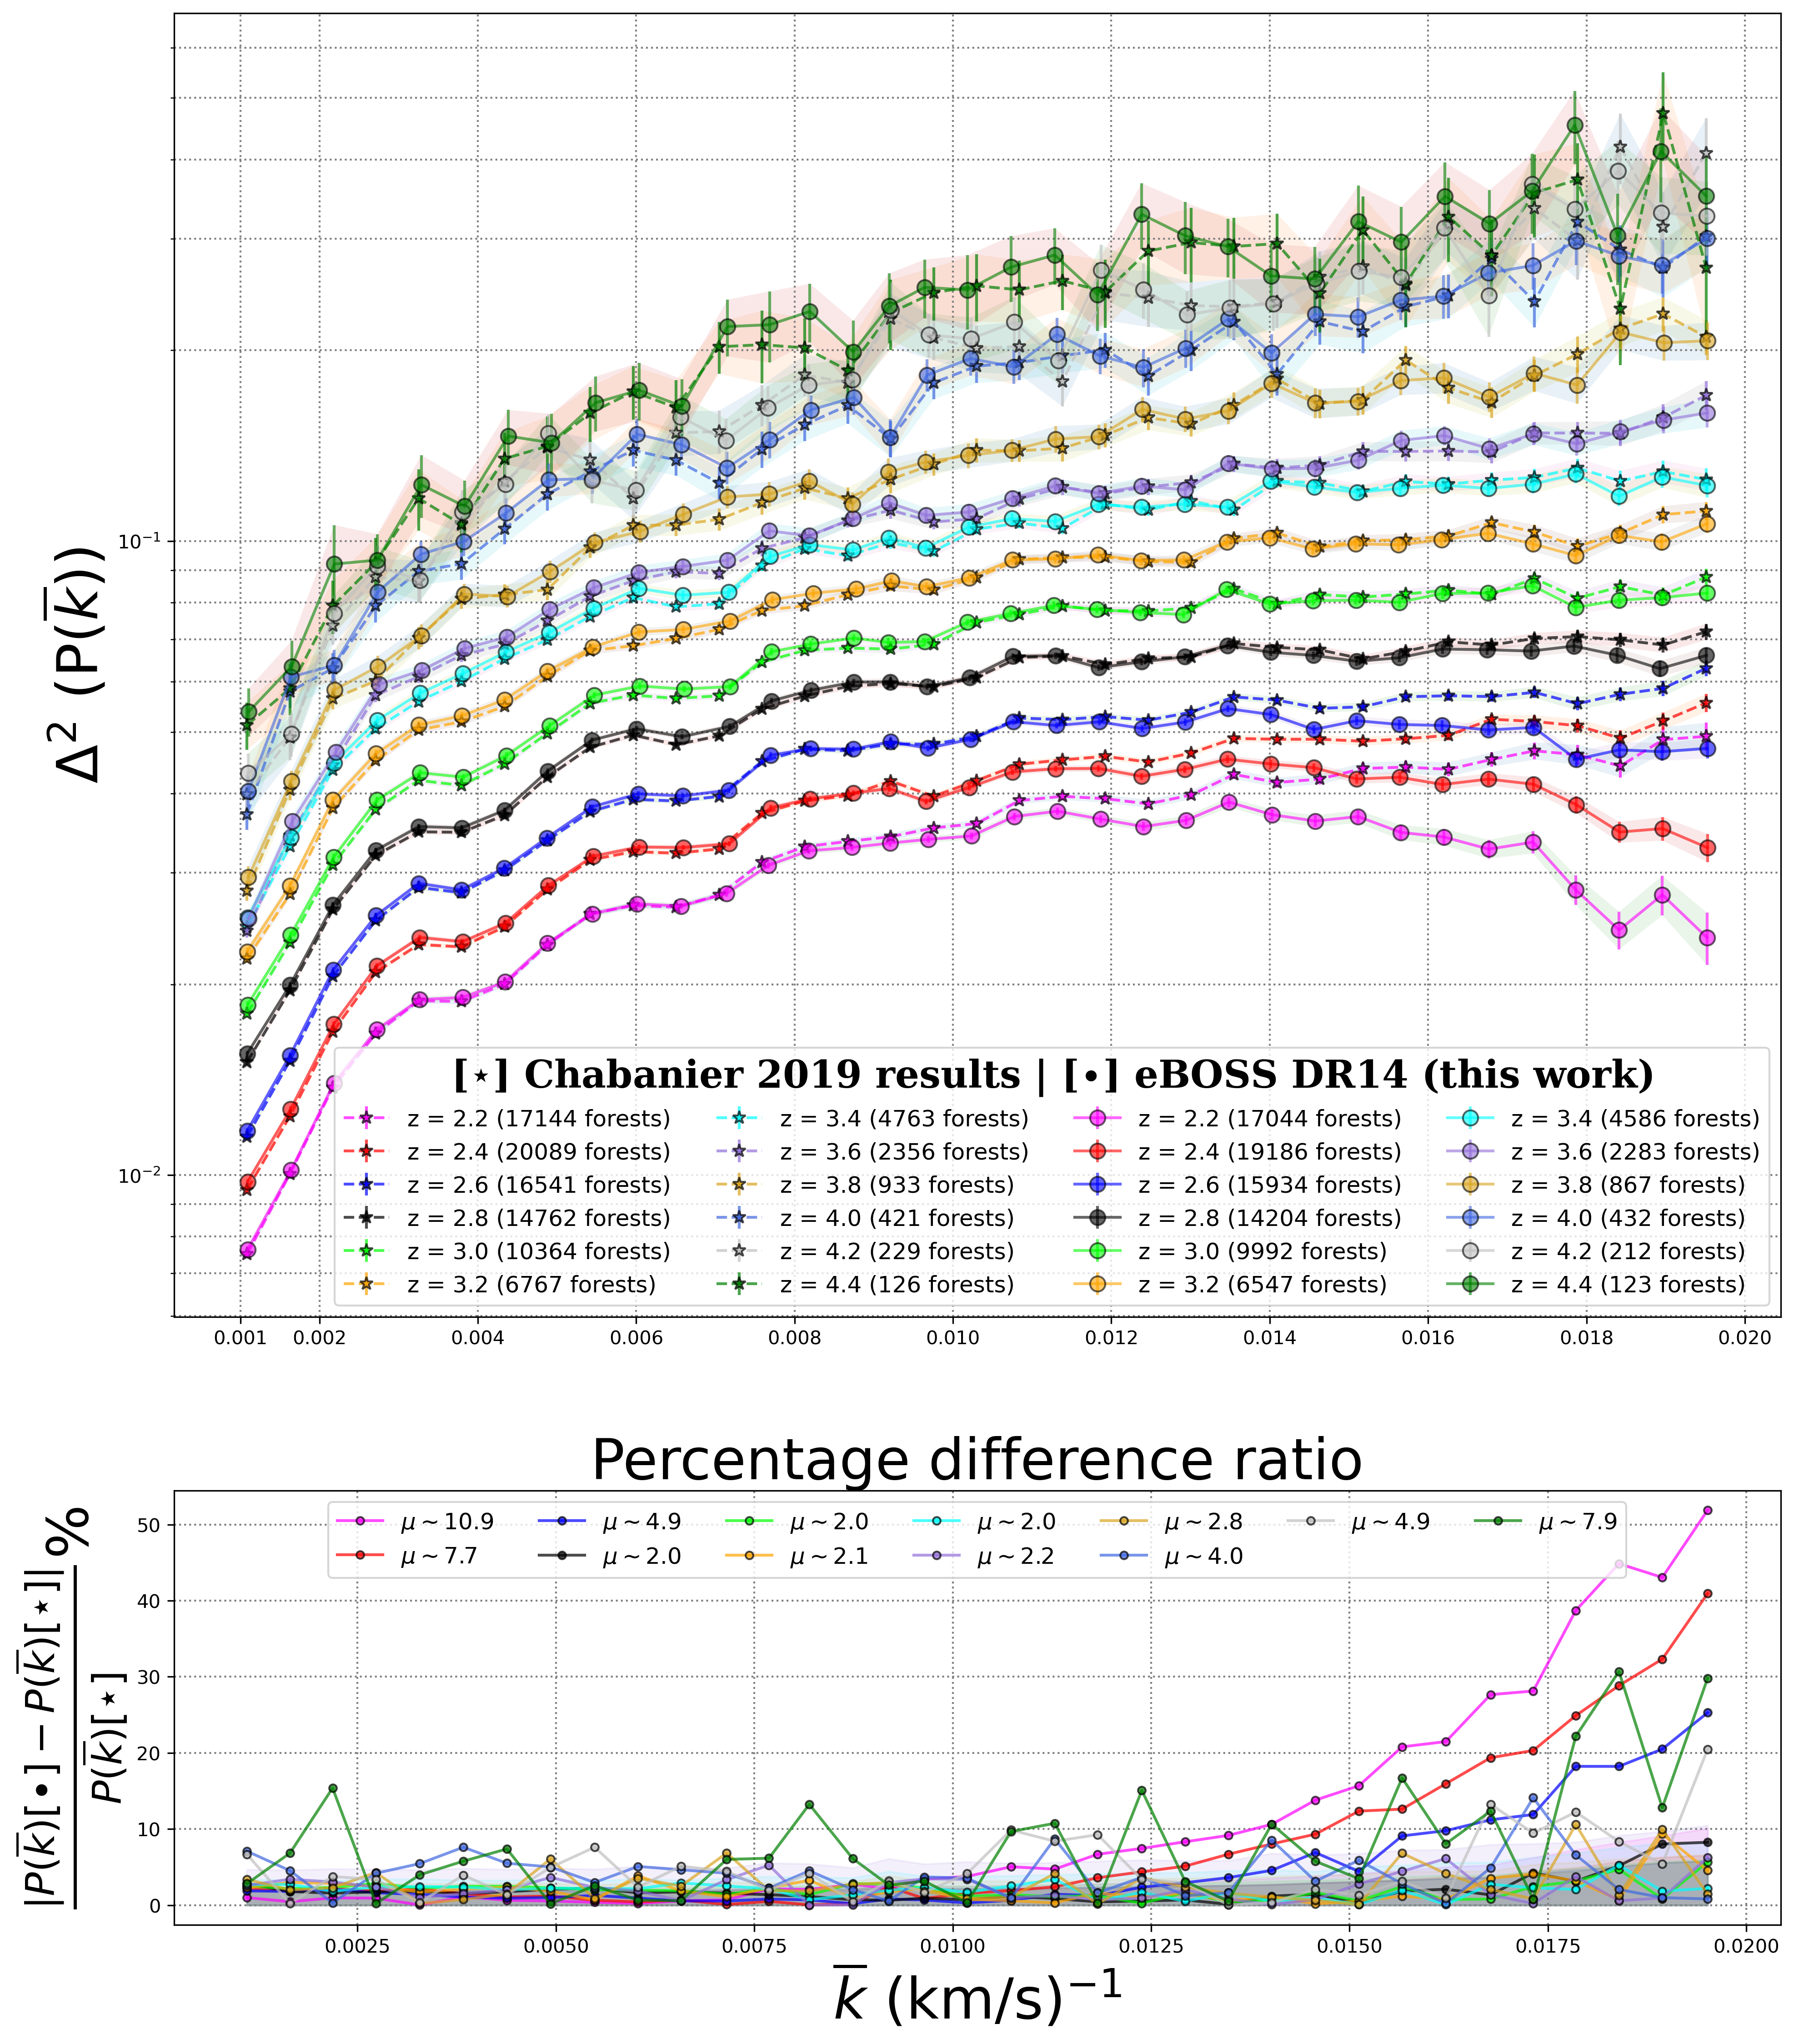 Δ² (P(k̅))
10⁻¹
10⁻²
[⋆] Chabanier 2019 results | [•] eBOSS DR14 (this work)
z = 2.2 (17144 forests) z = 3.4 (4763 forests) z = 2.2 (17044 forests) z = 3.4 (4586 forests)
z = 2.4 (20089 forests) z = 3.6 (2356 forests) z = 2.4 (19186 forests) z = 3.6 (2283 forests)
z = 2.6 (16541 forests) z = 3.8 (933 forests) z = 2.6 (15934 forests) z = 3.8 (867 forests)
z = 2.8 (14762 forests) z = 4.0 (421 forests) z = 2.8 (14204 forests) z = 4.0 (432 forests)
z = 3.0 (10364 forests) z = 4.2 (229 forests) z = 3.0 (9992 forests) z = 4.2 (212 forests)
z = 3.2 (6767 forests) z = 4.4 (126 forests) z = 3.2 (6547 forests) z = 4.4 (123 forests)
0.001 0.002 0.004 0.006 0.008 0.010 0.012 0.014 0.016 0.018 0.020
Percentage difference ratio
|P(k̅)[•] − P(k̅)[⋆]| %
P(k̅)[⋆]
μ ~ 10.9 μ ~ 4.9 μ ~ 2.0 μ ~ 2.0 μ ~ 2.8 μ ~ 4.9 μ ~ 7.9
μ ~ 7.7 μ ~ 2.0 μ ~ 2.1 μ ~ 2.2 μ ~ 4.0
50
40
30
20
10
0
0.0025 0.0050 0.0075 0.0100 0.0125 0.0150 0.0175 0.0200
k̅ (km/s)⁻¹